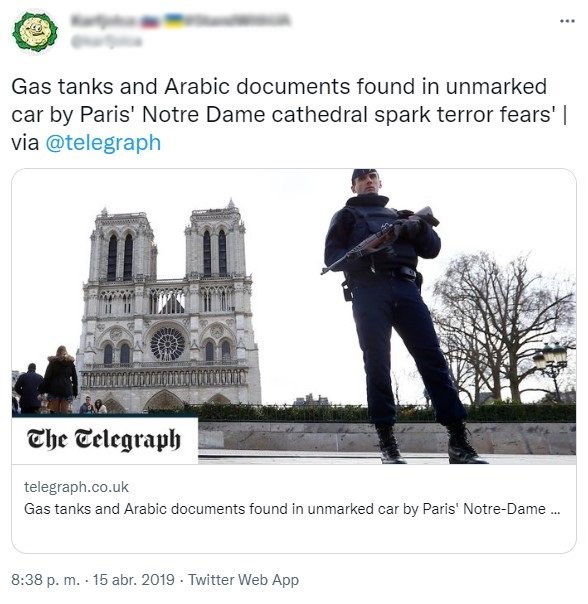 Gas tanks and Arabic documents found in unmarked
car by Paris' Notre Dame cathedral spark terror fears' |
via @telegraph
The Telegraph
telegraph.co.uk
Gas tanks and Arabic documents found in unmarked car by Paris' Notre-Dame ...
8:38 p. m. · 15 abr. 2019 · Twitter Web App